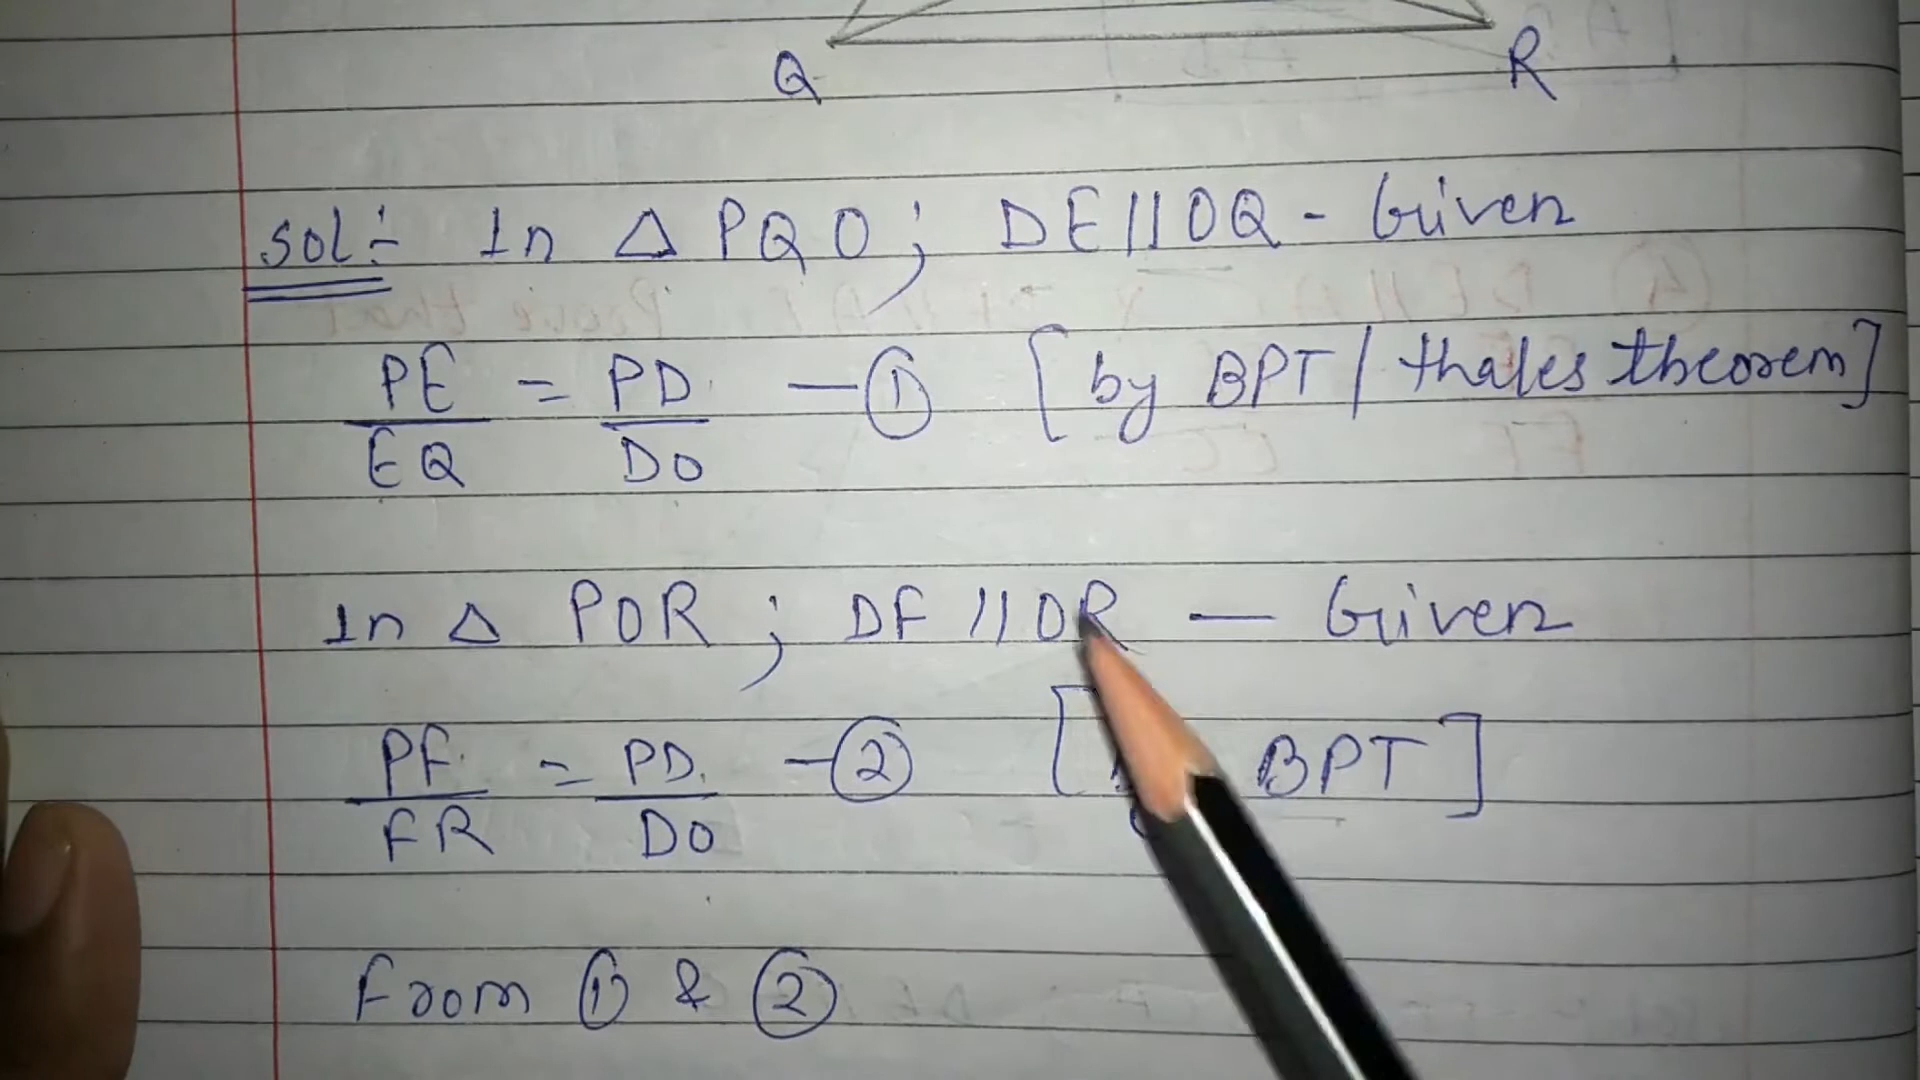 Q R
Sol:- In △ PQO; DE||OQ - Given
PE/EQ = PD/DO — ① [by BPT / thales theorem]
In △ POR; DF || OR — Given
PF/FR = PD/DO — ② [ BPT]
From ① & ②